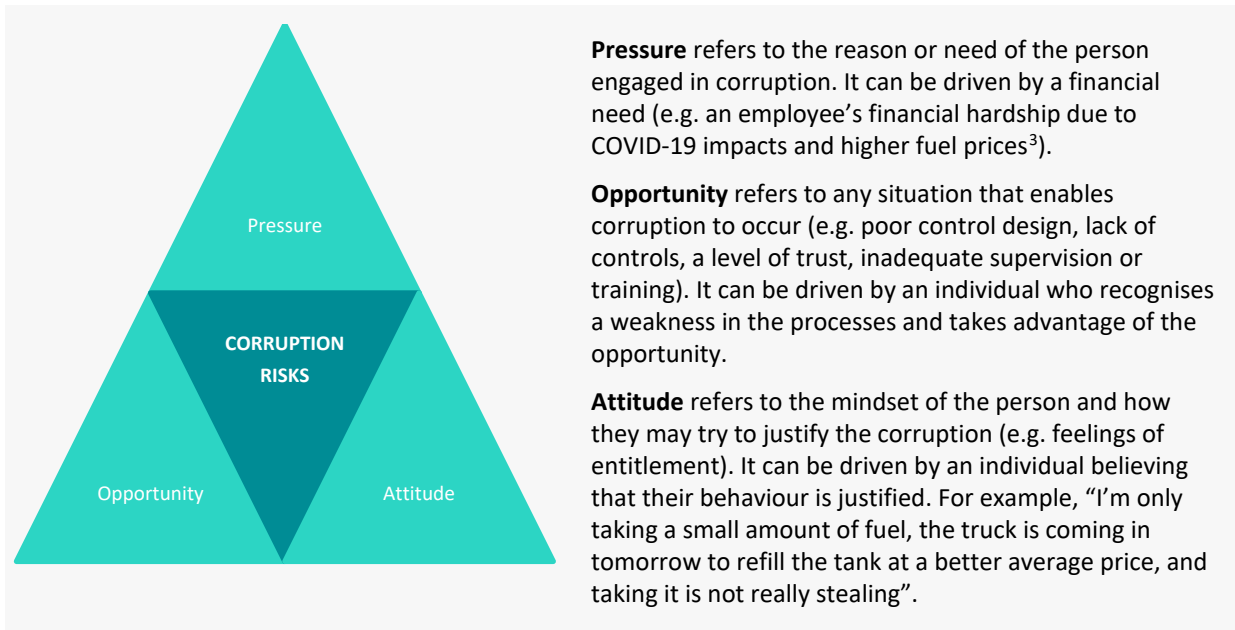 Pressure
CORRUPTION
RISKS
Opportunity
Attitude
Pressure refers to the reason or need of the person
engaged in corruption. It can be driven by a financial
need (e.g. an employee’s financial hardship due to
COVID-19 impacts and higher fuel prices³).
Opportunity refers to any situation that enables
corruption to occur (e.g. poor control design, lack of
controls, a level of trust, inadequate supervision or
training). It can be driven by an individual who recognises
a weakness in the processes and takes advantage of the
opportunity.
Attitude refers to the mindset of the person and how
they may try to justify the corruption (e.g. feelings of
entitlement). It can be driven by an individual believing
that their behaviour is justified. For example, “I’m only
taking a small amount of fuel, the truck is coming in
tomorrow to refill the tank at a better average price, and
taking it is not really stealing”.